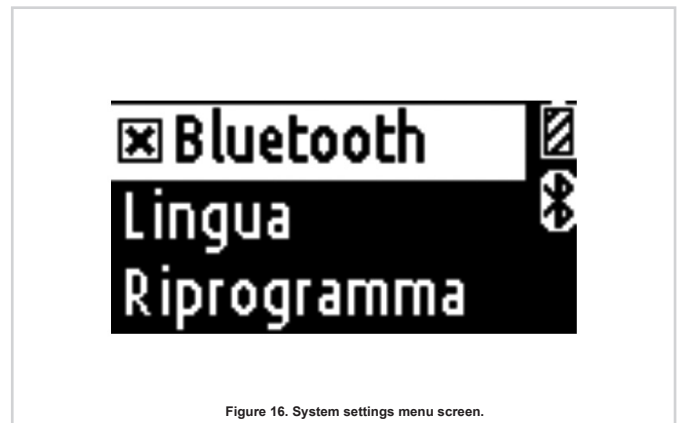 Bluetooth
Lingua
Riprogramma
Figure 16. System settings menu screen.